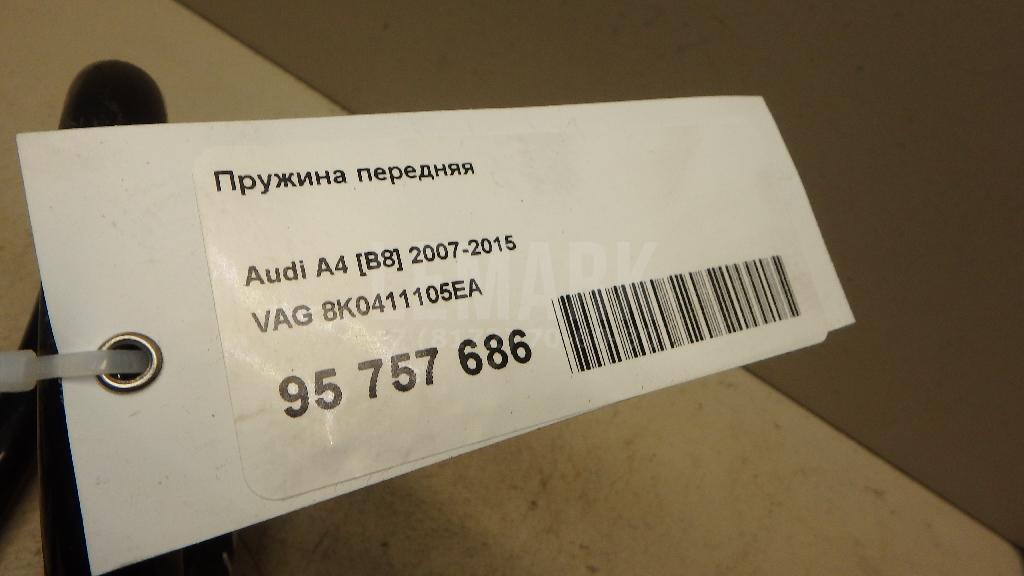 Пружина передняя
Audi A4 [B8] 2007-2015
VAG 8K0411105EA
95 757 686